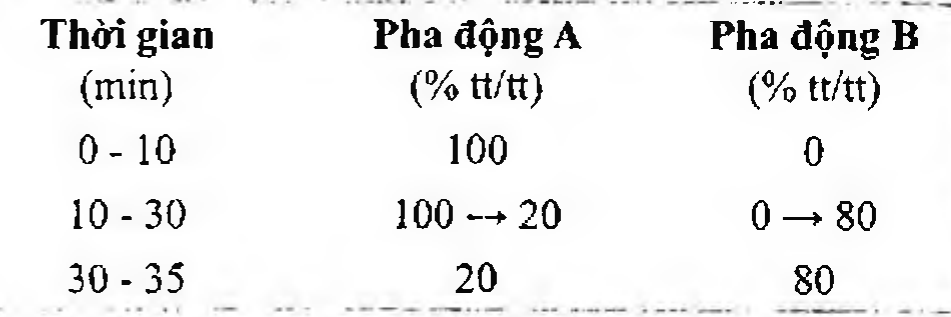 Thời gian Pha động A Pha động B
(min) (% tt/tt) (% tt/tt)
0 - 10 100 0
10 - 30 100 → 20 0 → 80
30 - 35 20 80